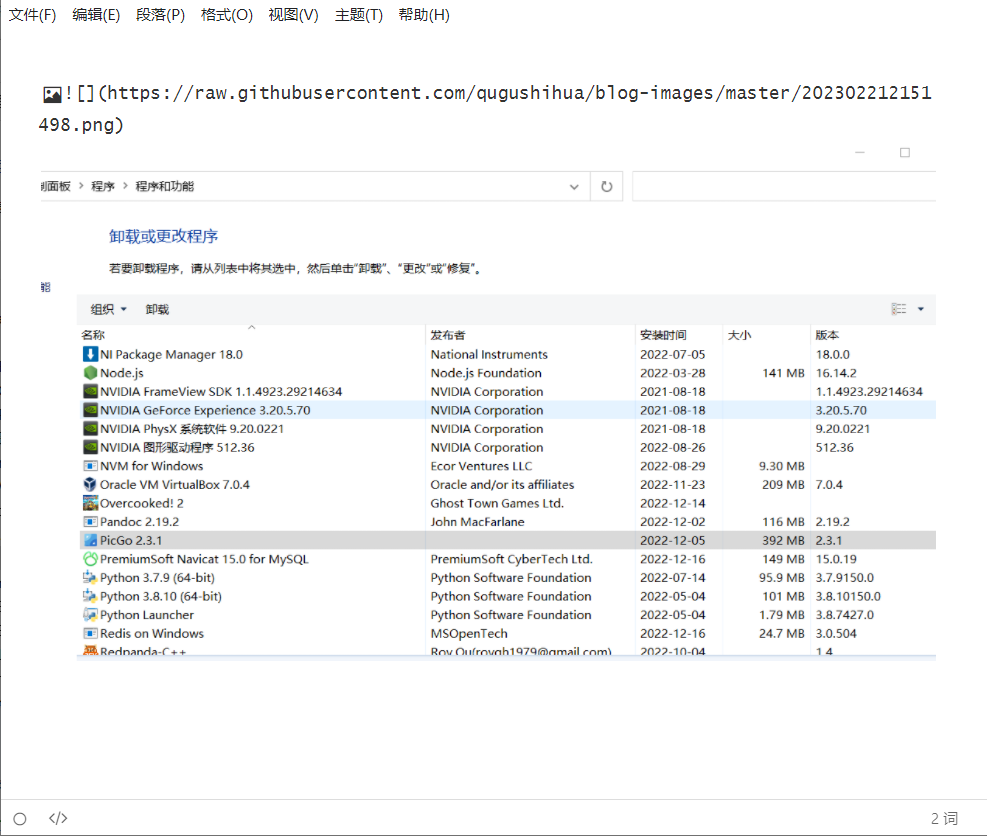 文件(F) 编辑(E) 段落(P) 格式(O) 视图(V) 主题(T) 帮助(H)
![](https://raw.githubusercontent.com/qugushihua/blog-images/master/202302212151
498.png)
制面板 > 程序 > 程序和功能
卸载或更改程序
若要卸载程序，请从列表中将其选中，然后单击“卸载”、“更改”或“修复”。
能
组织 卸载
名称 发布者 安装时间 大小 版本
NI Package Manager 18.0 National Instruments 2022-07-05 18.0.0
Node.js Node.js Foundation 2022-03-28 141 MB 16.14.2
NVIDIA FrameView SDK 1.1.4923.29214634 NVIDIA Corporation 2021-08-18 1.1.4923.29214634
NVIDIA GeForce Experience 3.20.5.70 NVIDIA Corporation 2021-08-18 3.20.5.70
NVIDIA PhysX 系统软件 9.20.0221 NVIDIA Corporation 2021-08-18 9.20.0221
NVIDIA 图形驱动程序 512.36 NVIDIA Corporation 2022-08-26 512.36
NVM for Windows Ecor Ventures LLC 2022-08-29 9.30 MB
Oracle VM VirtualBox 7.0.4 Oracle and/or its affiliates 2022-11-23 209 MB 7.0.4
Overcooked! 2 Ghost Town Games Ltd. 2022-12-14
Pandoc 2.19.2 John MacFarlane 2022-12-02 116 MB 2.19.2
PicGo 2.3.1 2022-12-05 392 MB 2.3.1
PremiumSoft Navicat 15.0 for MySQL PremiumSoft CyberTech Ltd. 2022-12-16 149 MB 15.0.19
Python 3.7.9 (64-bit) Python Software Foundation 2022-07-14 95.9 MB 3.7.9150.0
Python 3.8.10 (64-bit) Python Software Foundation 2022-05-04 101 MB 3.8.10150.0
Python Launcher Python Software Foundation 2022-05-04 1.79 MB 3.8.7427.0
Redis on Windows MSOpenTech 2022-12-16 24.7 MB 3.0.504
Redpanda-C++ Roy Qu(royqh1979@gmail.com) 2022-10-04 1.4
</> 2 词